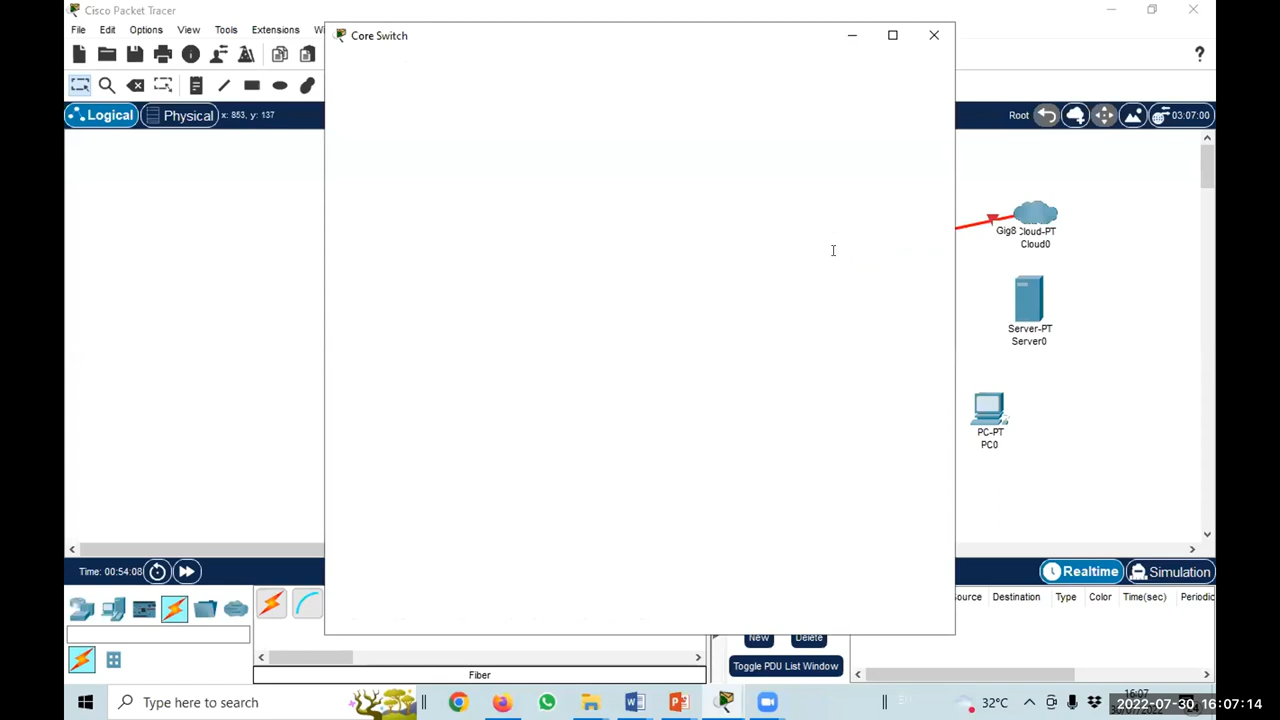 Cisco Packet Tracer
File Edit Options View Tools Extensions
Core Switch
Logical Physical x: 853, y: 137
Root 03:07:00
Gig8
Cloud-PT
Cloud0
Server-PT
Server0
PC-PT
PC0
Time: 00:54:08
Realtime Simulation
Source Destination Type Color Time(sec) Periodic
New Delete
Toggle PDU List Window
Fiber
Type here to search
32°C
16:07
2022-07-30 16:07:14